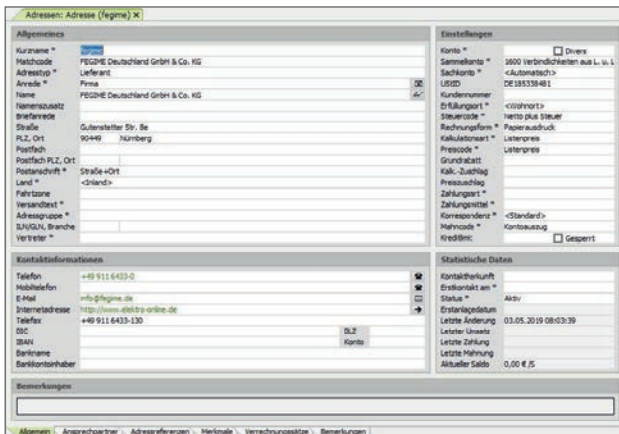 Adressen: Adresse (fegime) X
Allgemeines
Kurzname * fegime
Matchcode FEGIME Deutschland GmbH & Co. KG
Adresstyp * Lieferant
Anrede * Firma
Name FEGIME Deutschland GmbH & Co. KG
Namenszusatz
Briefanrede
Straße Gutenstetter Str. 8e
PLZ, Ort 90449 Nürnberg
Postfach
Postfach PLZ, Ort
Postanschrift * Straße+Ort
Land * <Inland>
Fahrtzone
Versandtext *
Adressgruppe *
ILN/GLN, Branche
Vertreter *
Einstellungen
Konto * Divers
Sammelkonto * 1600 Verbindlichkeiten aus L. u. L
Sachkonto * <Automatisch>
UStID DE185338481
Kundennummer
Erfüllungsort * <Wohnort>
Steuercode * Netto plus Steuer
Rechnungsform * Papierausdruck
Kalkulationsart * Listenpreis
Preiscode * Listenpreis
Grundrabatt
Kalk.-Zuschlag
Preiszuschlag
Zahlungsart *
Zahlungsmittel *
Korrespondenz * <Standard>
Mahncode * Kontoauszug
Kreditlimit Gesperrt
Kontaktinformationen
Telefon +49 911 6433-0
Mobiltelefon
E-Mail info@fegime.de
Internetadresse http://www.elektro-online.de
Telefax +49 911 6433-130
BIC BLZ
IBAN Konto
Bankname
Bankkontoinhaber
Statistische Daten
Kontaktherkunft
Erstkontakt am *
Status * Aktiv
Erstanlagedatum
Letzte Änderung 03.05.2019 08:03:39
Letzter Umsatz
Letzte Zahlung
Letzte Mahnung
Aktueller Saldo 0,00 € /S
Bemerkungen
Allgemein Ansprechpartner Adressreferenzen Merkmale Verrechnungssätze Bemerkungen